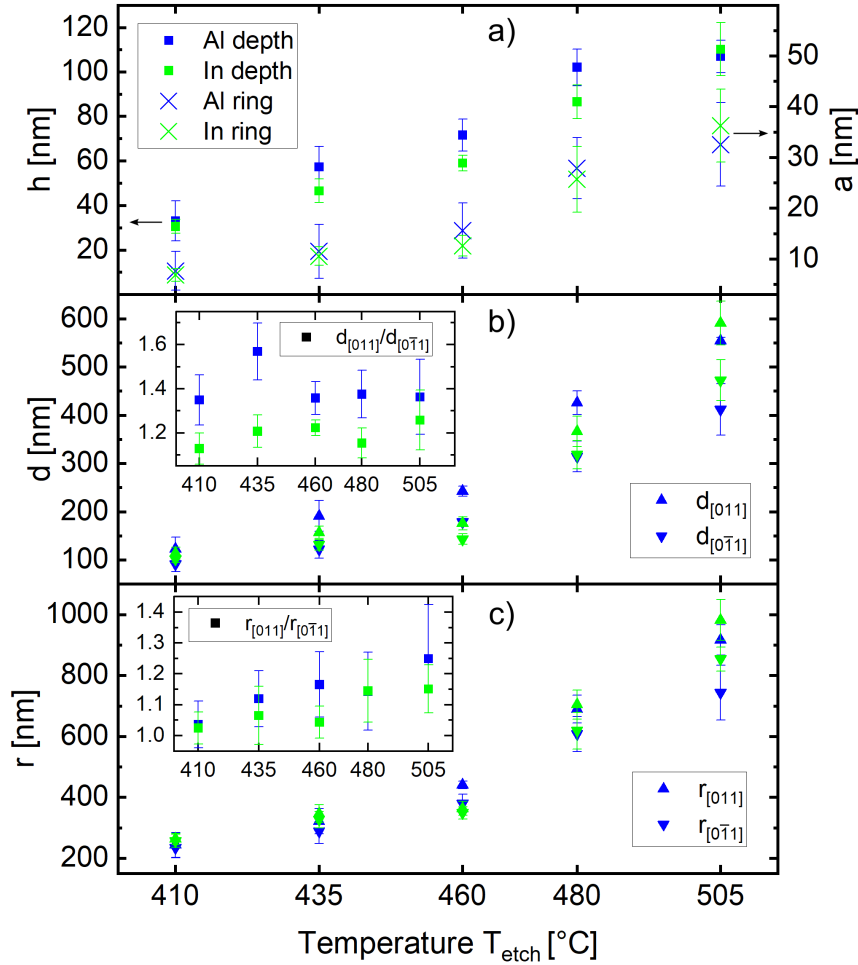 a)
Al depth
In depth
Al ring
In ring
120
100
80
60
40
20
h [nm]
50
40
30
20
10
a [nm]
b)
600
500
400
300
200
100
d [nm]
1.6
1.4
1.2
d[011]/d[01̅1]
410 435 460 480 505
d[011]
d[01̅1]
c)
1000
800
600
400
200
r [nm]
1.4
1.3
1.2
1.1
1.0
r[011]/r[01̅1]
410 435 460 480 505
r[011]
r[01̅1]
410 435 460 480 505
Temperature Tetch [°C]